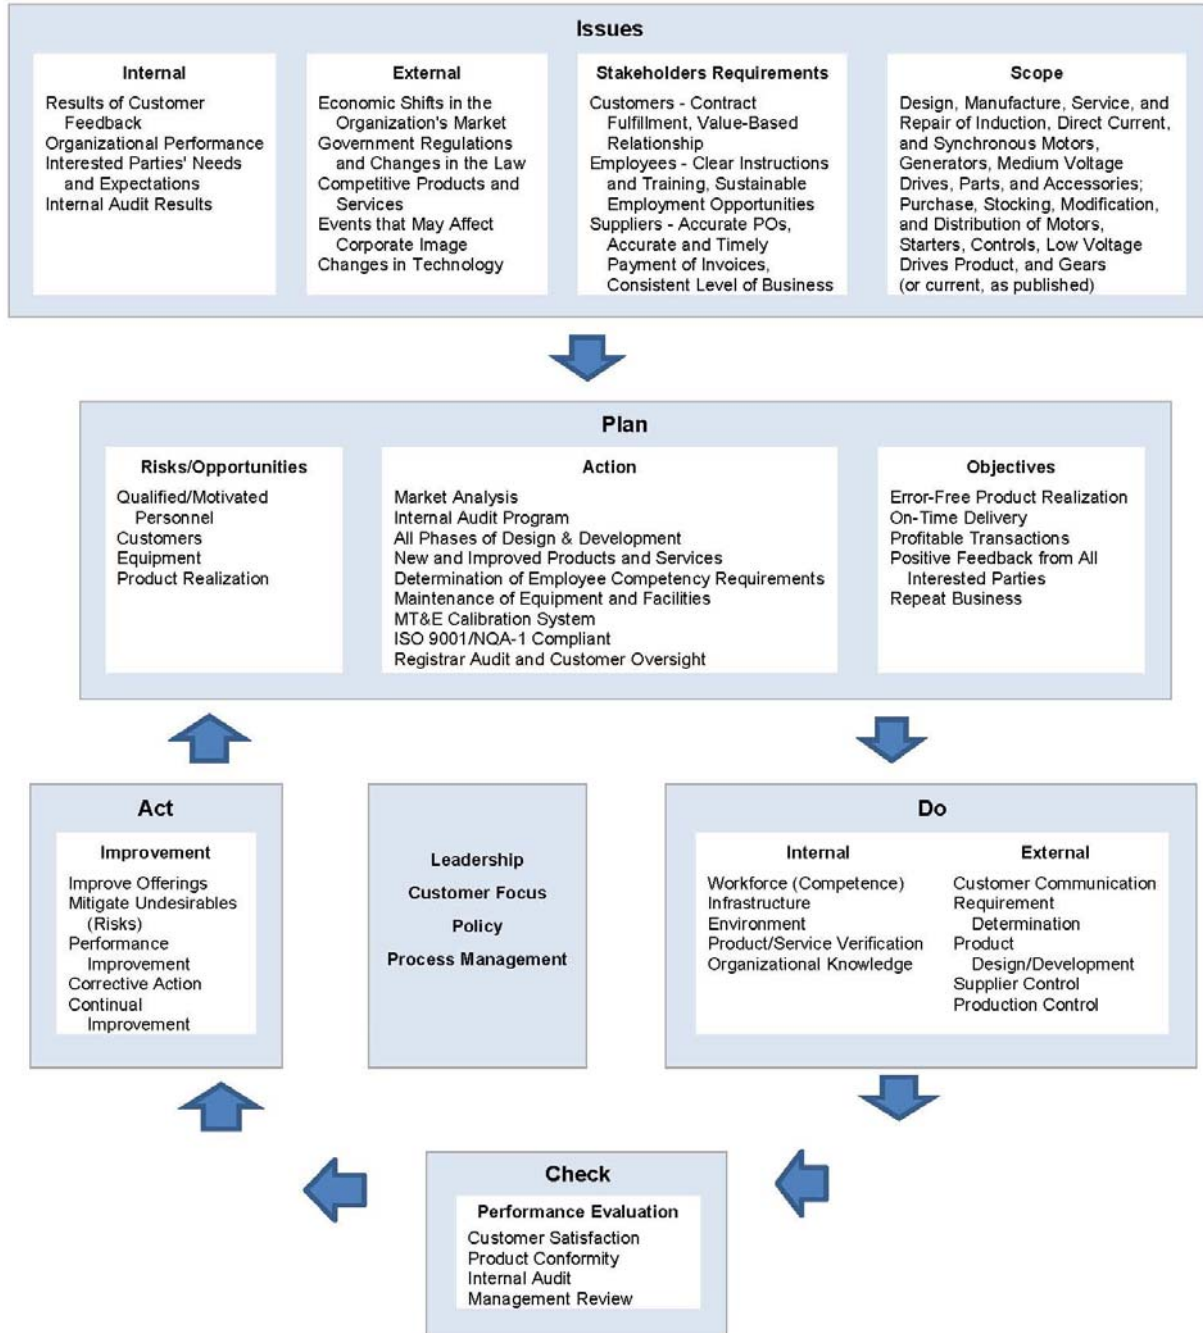 Issues
Internal
Results of Customer
Feedback
Organizational Performance
Interested Parties' Needs
and Expectations
Internal Audit Results
External
Economic Shifts in the
Organization's Market
Government Regulations
and Changes in the Law
Competitive Products and
Services
Events that May Affect
Corporate Image
Changes in Technology
Stakeholders Requirements
Customers - Contract
Fulfillment, Value-Based
Relationship
Employees - Clear Instructions
and Training, Sustainable
Employment Opportunities
Suppliers - Accurate POs,
Accurate and Timely
Payment of Invoices,
Consistent Level of Business
Scope
Design, Manufacture, Service, and
Repair of Induction, Direct Current,
and Synchronous Motors,
Generators, Medium Voltage
Drives, Parts, and Accessories;
Purchase, Stocking, Modification,
and Distribution of Motors,
Starters, Controls, Low Voltage
Drives Product, and Gears
(or current, as published)
Plan
Risks/Opportunities
Qualified/Motivated
Personnel
Customers
Equipment
Product Realization
Action
Market Analysis
Internal Audit Program
All Phases of Design & Development
New and Improved Products and Services
Determination of Employee Competency Requirements
Maintenance of Equipment and Facilities
MT&E Calibration System
ISO 9001/NQA-1 Compliant
Registrar Audit and Customer Oversight
Objectives
Error-Free Product Realization
On-Time Delivery
Profitable Transactions
Positive Feedback from All
Interested Parties
Repeat Business
Act
Improvement
Improve Offerings
Mitigate Undesirables
(Risks)
Performance
Improvement
Corrective Action
Continual
Improvement
Leadership
Customer Focus
Policy
Process Management
Do
Internal
Workforce (Competence)
Infrastructure
Environment
Product/Service Verification
Organizational Knowledge
External
Customer Communication
Requirement
Determination
Product
Design/Development
Supplier Control
Production Control
Check
Performance Evaluation
Customer Satisfaction
Product Conformity
Internal Audit
Management Review